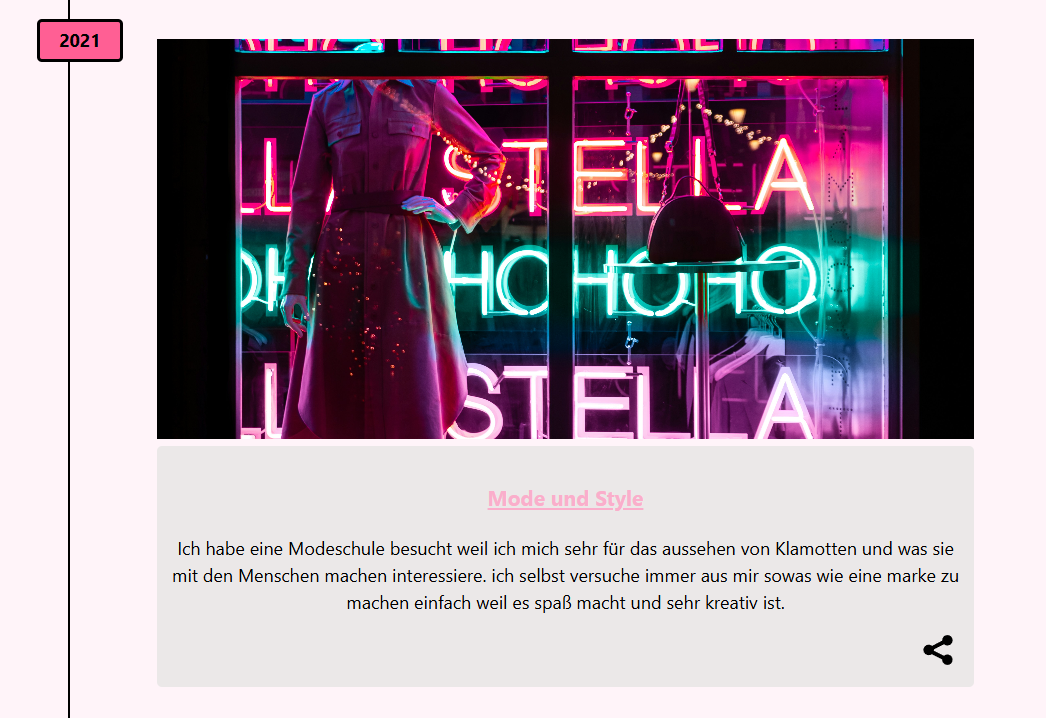 2021
STELLA
HOHOHO
STELLA
Mode und Style
Ich habe eine Modeschule besucht weil ich mich sehr für das aussehen von Klamotten und was sie
mit den Menschen machen interessiere. ich selbst versuche immer aus mir sowas wie eine marke zu
machen einfach weil es spaß macht und sehr kreativ ist.